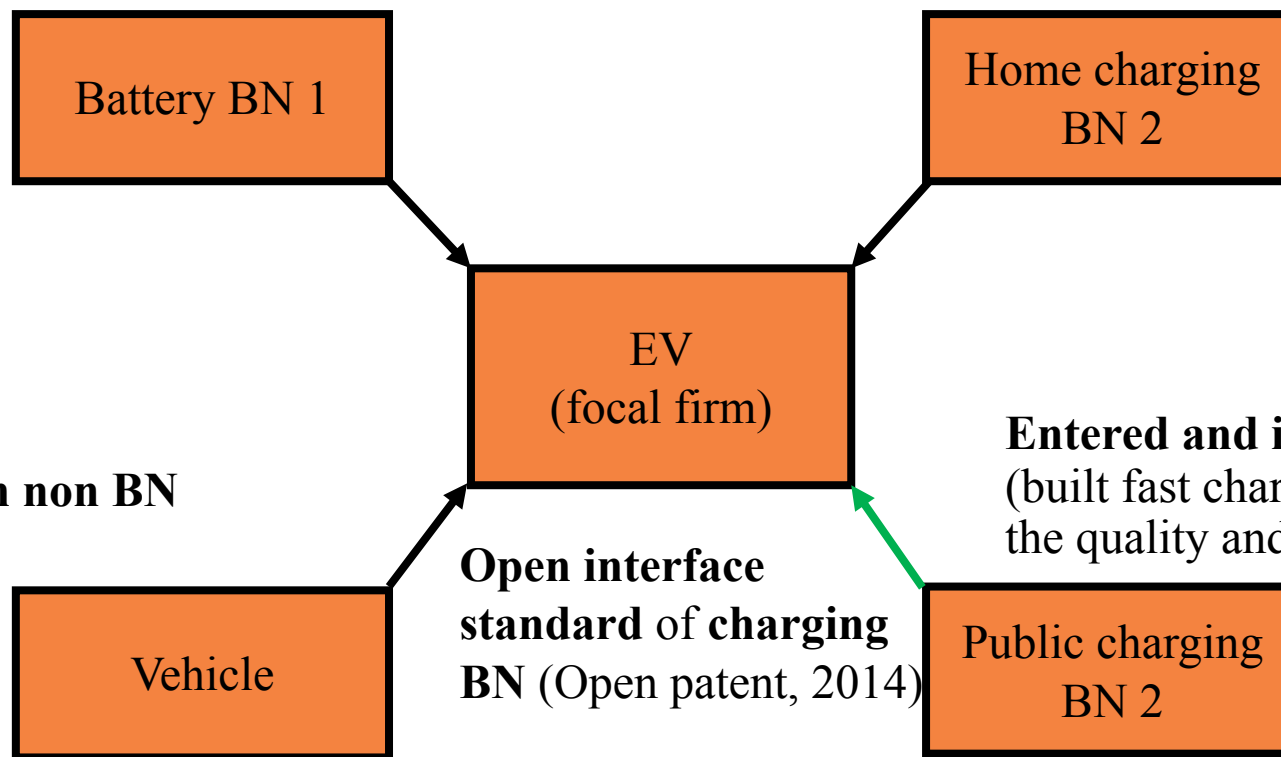 Battery BN 1
Home charging
BN 2
EV
(focal firm)
non BN
Entered and
(built fast
the quality and
Open interface
standard of charging
BN (Open patent, 2014)
Vehicle
Public charging
BN 2